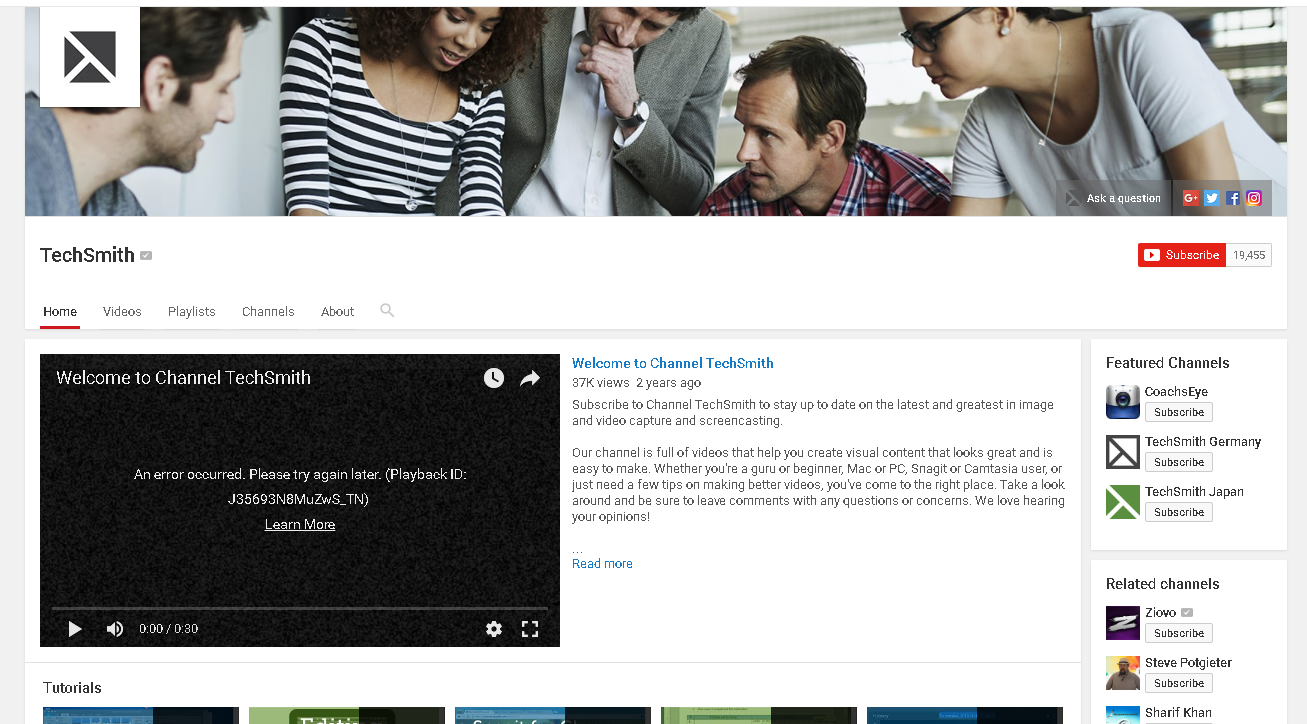 Ask a question
TechSmith
Subscribe 19,455
Home Videos Playlists Channels About
Welcome to Channel TechSmith
An error occurred. Please try again later. (Playback ID:
J35693N8MuZwS_TN)
Learn More
0:00 / 0:30
Welcome to Channel TechSmith
37K views 2 years ago
Subscribe to Channel TechSmith to stay up to date on the latest and greatest in image
and video capture and screencasting.
Our channel is full of videos that help you create visual content that looks great and is
easy to make. Whether you're a guru or beginner, Mac or PC, Snagit or Camtasia user, or
just need a few tips on making better videos, you've come to the right place. Take a look
around and be sure to leave comments with any questions or concerns. We love hearing
your opinions!
...
Read more
Featured Channels
CoachsEye
Subscribe
TechSmith Germany
Subscribe
TechSmith Japan
Subscribe
Related channels
Ziovo
Subscribe
Steve Potgieter
Subscribe
Sharif Khan
Tutorials